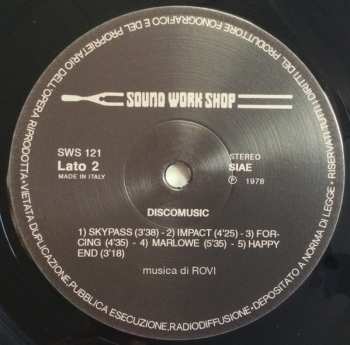 RISERVATI TUTTI I DIRITTI DEL PRODUTTORE FONOGRAFICO E DEL PROPRIETARIO DELL'OPERA RIPRODOTTA-VIETATA DUPLICAZIONE,PUBBLICA ESECUZIONE,RADIODIFFUSIONE-DEPOSITATO A NORMA DI LEGGE -
SOUND WORK SHOP
SWS 121
Lato 2
MADE IN ITALY
STEREO
SIAE
Ⓟ 1978
DISCOMUSIC
1) SKYPASS (3'38) - 2) IMPACT (4'25) - 3) FOR-
CING (4'35) - 4) MARLOWE (5'35) - 5) HAPPY
END (3'18)
musica di ROVI